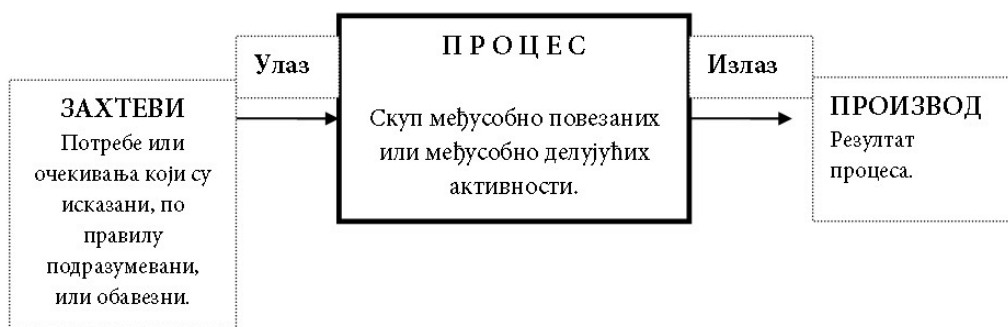 ЗАХТЕВИ
Потребе или
очекивања који су
исказани, по
правилу
подразумевани,
или обавезни.
Улаз
П Р О Ц Е С
Скуп међусобно повезаних
или међусобно делујућих
активности.
Излаз
ПРОИЗВОД
Резултат
процеса.